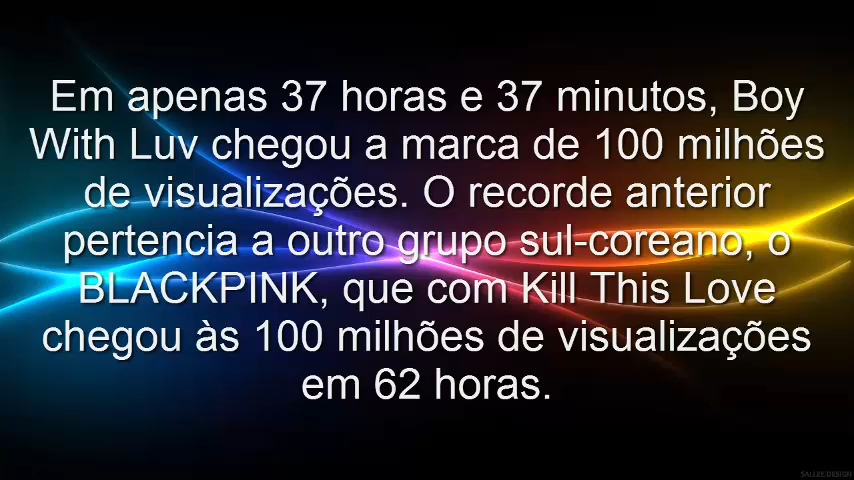 Em apenas 37 horas e 37 minutos, Boy
With Luv chegou a marca de 100 milhões
de visualizações. O recorde anterior
pertencia a outro grupo sul-coreano, o
BLACKPINK, que com Kill This Love
chegou às 100 milhões de visualizações
em 62 horas.
SALLEE DESIGN